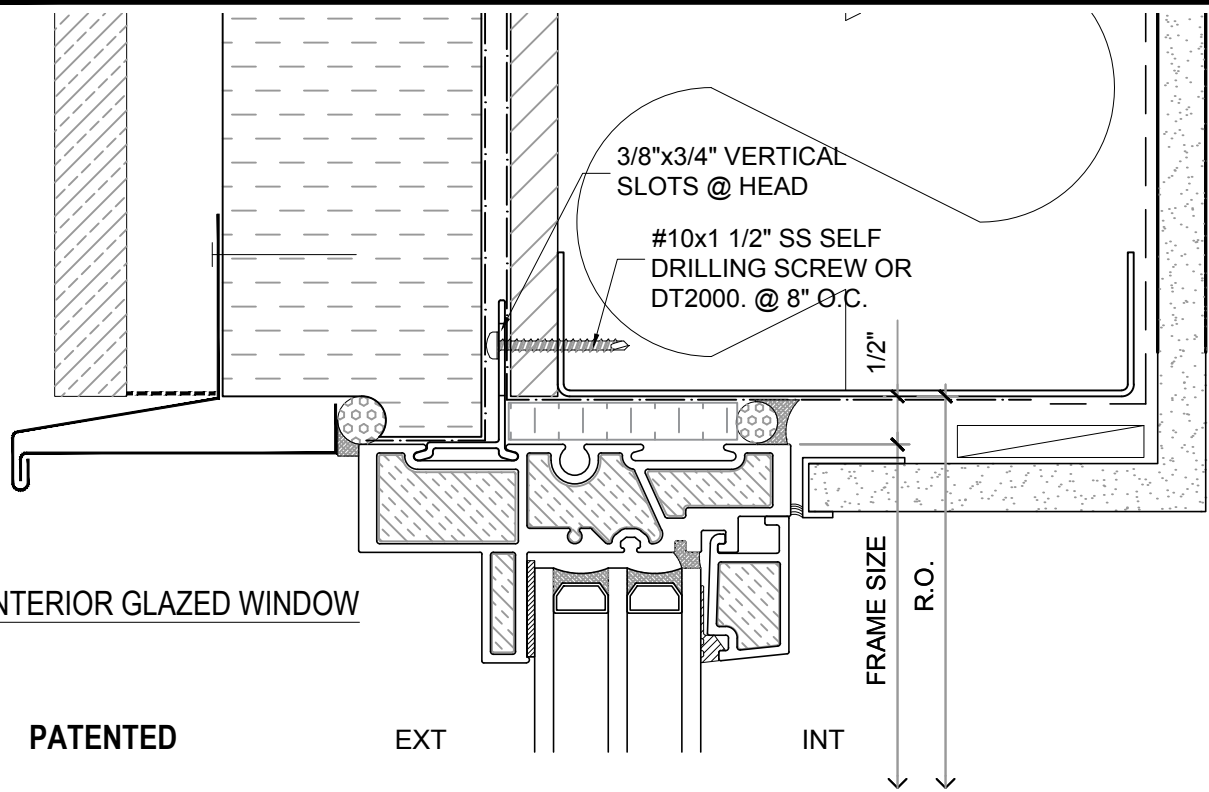 3/8"x3/4" VERTICAL
SLOTS @ HEAD
#10x1 1/2" SS SELF
DRILLING SCREW OR
DT2000. @ 8" O.C.
1/2"
FRAME SIZE
R.O.
NTERIOR GLAZED WINDOW
PATENTED
EXT
INT